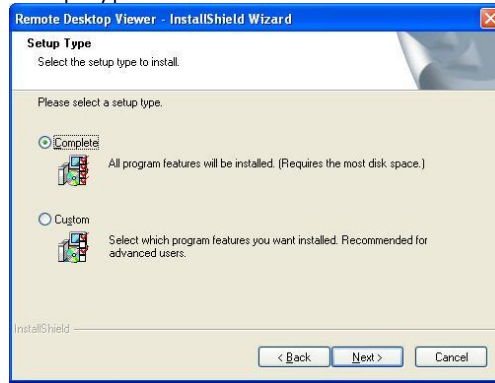 Remote Desktop Viewer - InstallShield Wizard
Setup Type
Select the setup type to install.
Please select a setup type.
Complete
All program features will be installed. (Requires the most disk space.)
Custom
Select which program features you want installed. Recommended for
advanced users.
InstallShield
< Back Next > Cancel